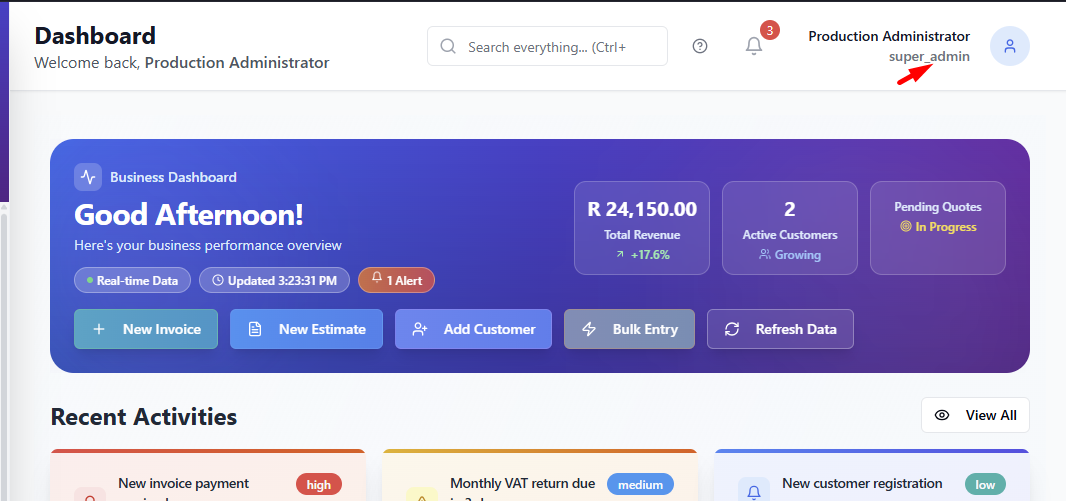 Dashboard
Welcome back, Production Administrator
Search everything... (Ctrl+
3
Production Administrator
super_admin
Business Dashboard
Good Afternoon!
Here's your business performance overview
Real-time Data
Updated 3:23:31 PM
1 Alert
R 24,150.00
Total Revenue
+17.6%
2
Active Customers
Growing
Pending Quotes
In Progress
New Invoice
New Estimate
Add Customer
Bulk Entry
Refresh Data
Recent Activities
View All
New invoice payment
high
Monthly VAT return due
medium
New customer registration
low